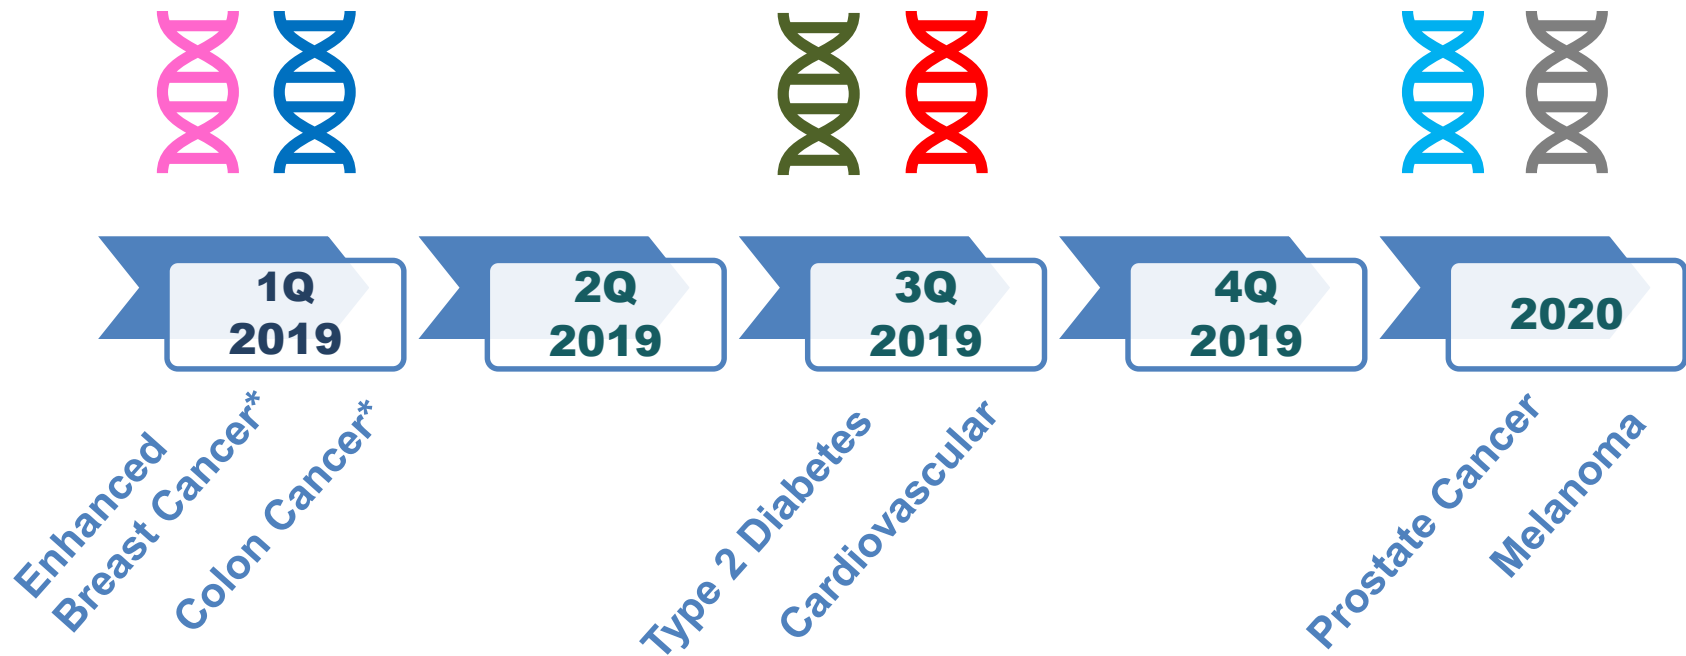 1Q
2019
2Q
2019
3Q
2019
4Q
2019
2020
Enhanced
Breast Cancer*
Colon Cancer*
Type 2 Diabetes
Cardiovascular
Prostate Cancer
Melanoma